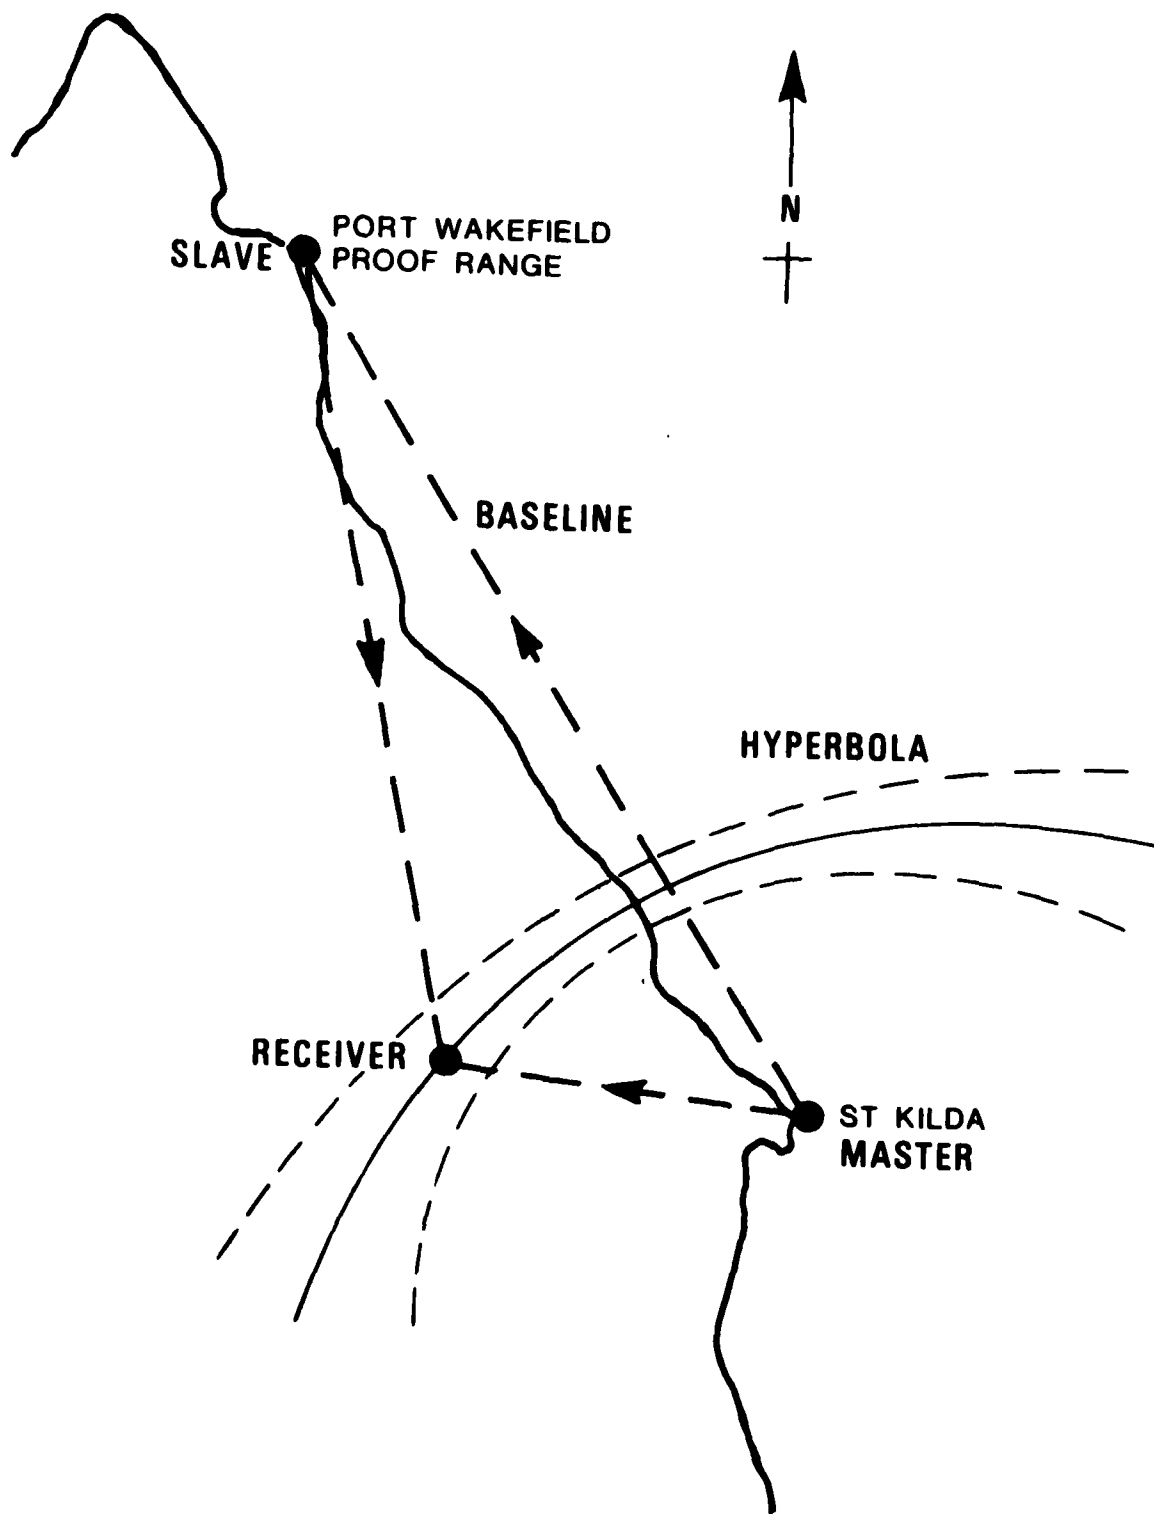 N
PORT WAKEFIELD
SLAVE PROOF RANGE
BASELINE
HYPERBOLA
RECEIVER
ST KILDA
MASTER